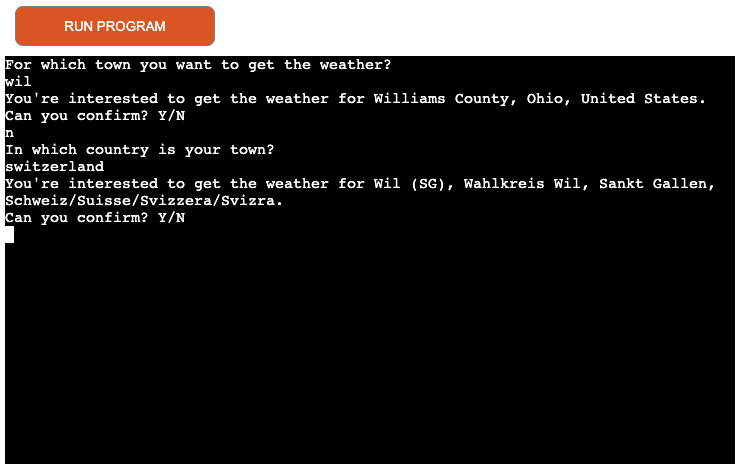 RUN PROGRAM
For which town you want to get the weather?
wil
You're interested to get the weather for Williams County, Ohio, United States.
Can you confirm? Y/N
n
In which country is your town?
switzerland
You're interested to get the weather for Wil (SG), Wahlkreis Wil, Sankt Gallen,
Schweiz/Suisse/Svizzera/Svizra.
Can you confirm? Y/N